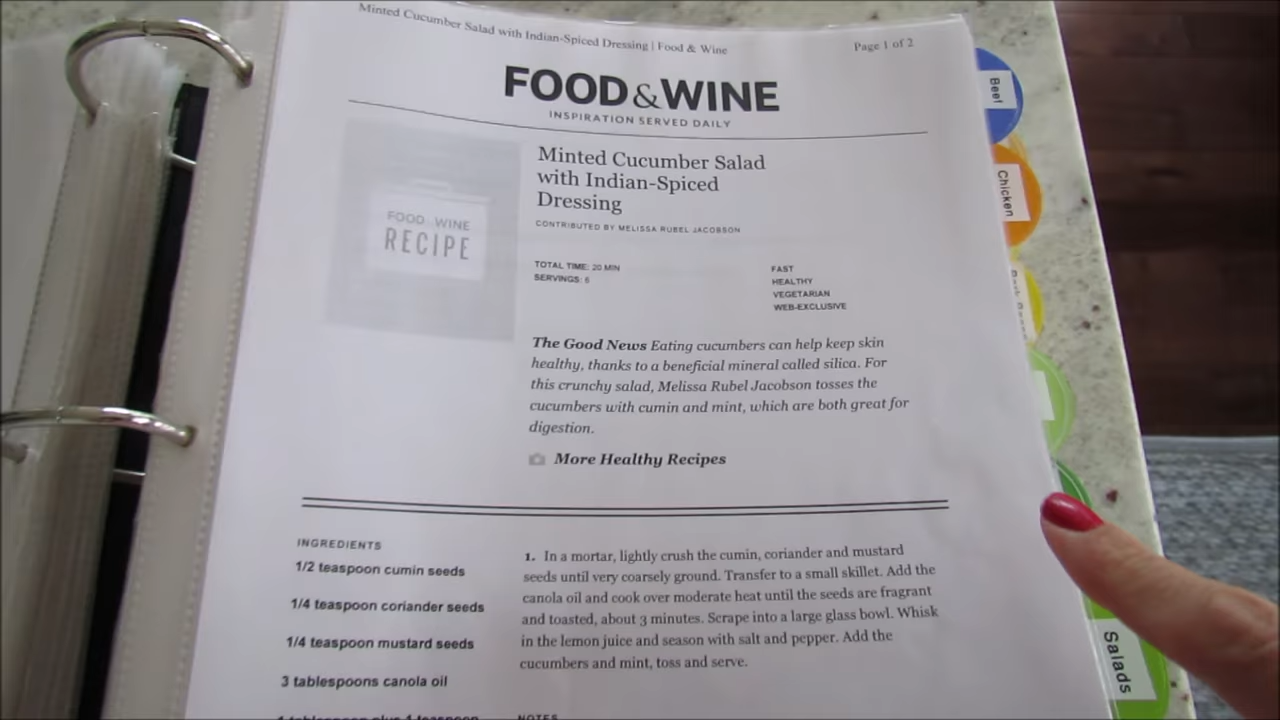 Minted Cucumber Salad with Indian-Spiced Dressing | Food & Wine
Page 1 of 2
FOOD&WINE
INSPIRATION SERVED DAILY
FOOD & WINE
RECIPE
Minted Cucumber Salad
with Indian-Spiced
Dressing
CONTRIBUTED BY MELISSA RUBEL JACOBSON
TOTAL TIME: 20 MIN
SERVINGS: 6
FAST
HEALTHY
VEGETARIAN
WEB-EXCLUSIVE
The Good News Eating cucumbers can help keep skin
healthy, thanks to a beneficial mineral called silica. For
this crunchy salad, Melissa Rubel Jacobson tosses the
cucumbers with cumin and mint, which are both great for
digestion.
More Healthy Recipes
INGREDIENTS
1/2 teaspoon cumin seeds
1/4 teaspoon coriander seeds
1/4 teaspoon mustard seeds
3 tablespoons canola oil
1 tablespoon plus 1 teaspoon
1. In a mortar, lightly crush the cumin, coriander and mustard
seeds until very coarsely ground. Transfer to a small skillet. Add the
canola oil and cook over moderate heat until the seeds are fragrant
and toasted, about 3 minutes. Scrape into a large glass bowl. Whisk
in the lemon juice and season with salt and pepper. Add the
cucumbers and mint, toss and serve.
NOTES
Beef
Chicken
Salads